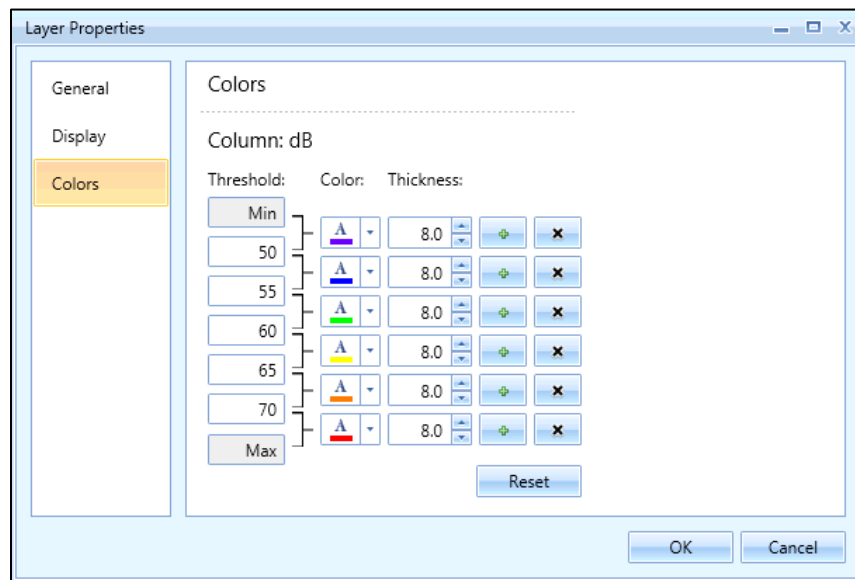 Layer Properties
General
Display
Colors
Colors
Column: dB
Threshold: Color: Thickness:
Min
A 8.0
50
A 8.0
55
A 8.0
60
A 8.0
65
A 8.0
70
A 8.0
Max
Reset
OK Cancel